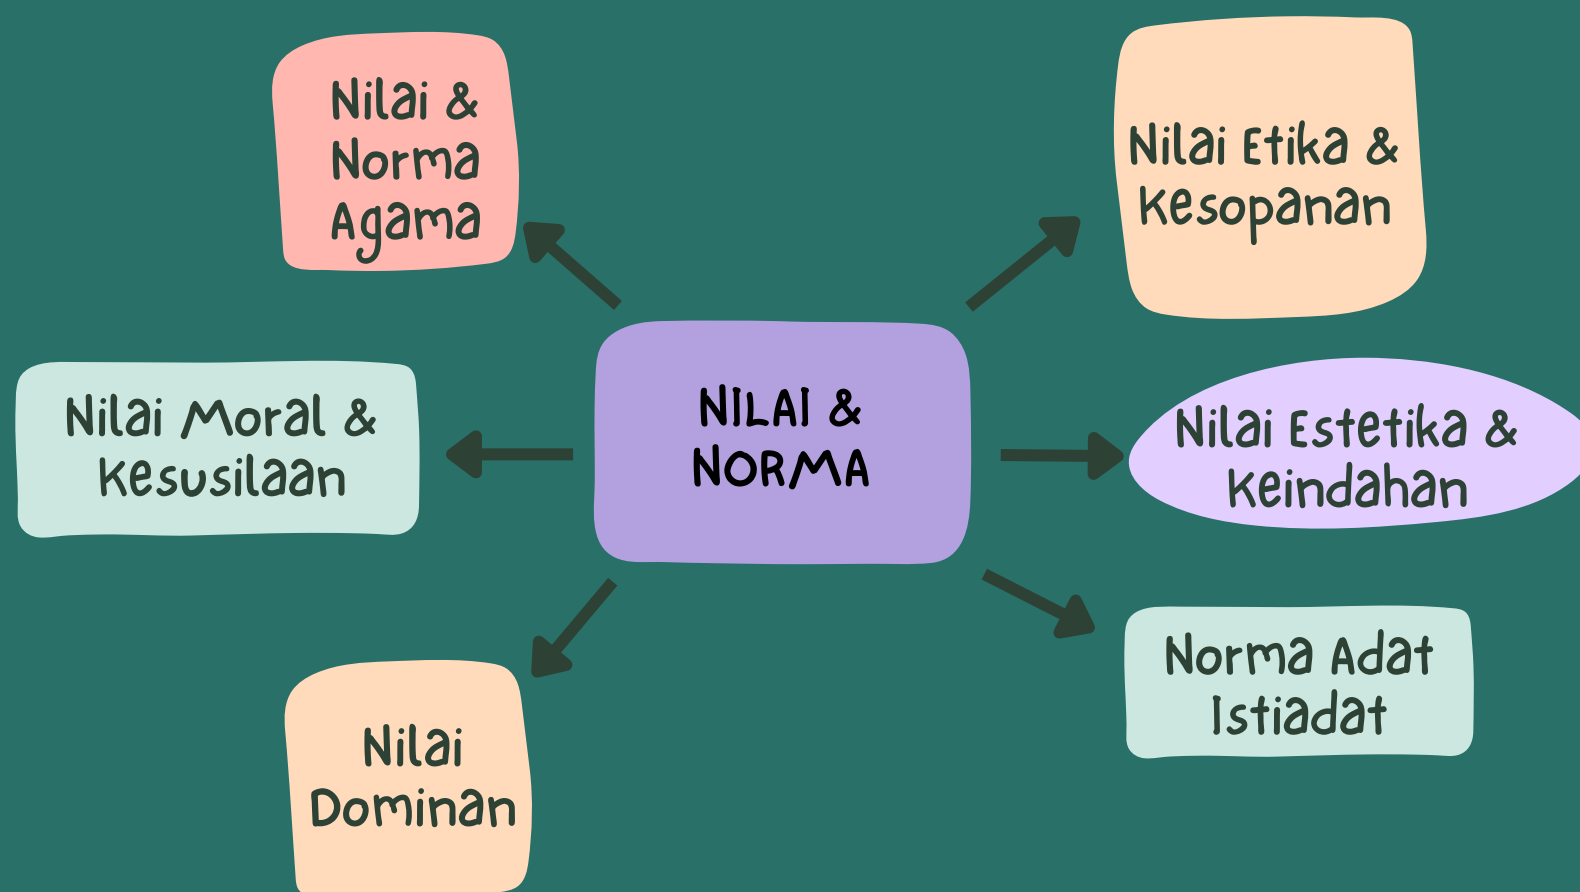 Nilai &
Norma
Agama
Nilai Etika &
Kesopanan
Nilai Moral &
Kesusilaan
NILAI &
NORMA
Nilai Estetika &
Keindahan
Nilai
Dominan
Norma Adat
Istiadat